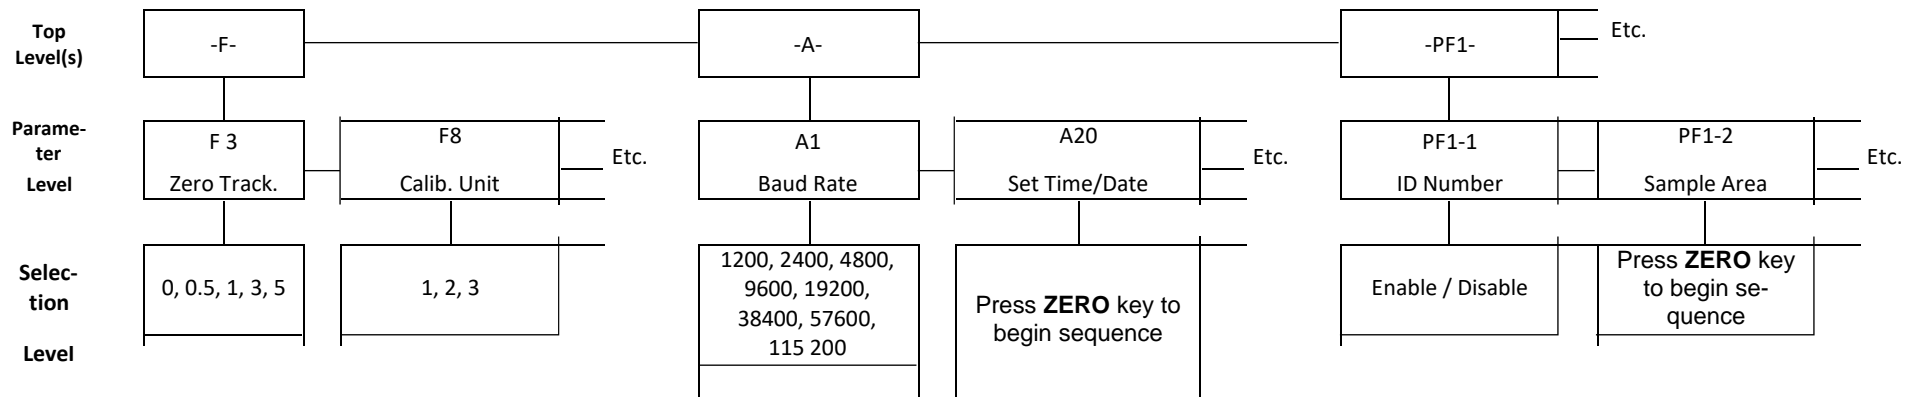 Top
Level(s)
-F-
-A-
-PF1-
Etc.
Parame-
ter
Level
F 3
Zero Track.
F8
Calib. Unit
Etc.
A1
Baud Rate
A20
Set Time/Date
Etc.
PF1-1
ID Number
PF1-2
Sample Area
Etc.
Selec-
tion
Level
0, 0.5, 1, 3, 5
1, 2, 3
1200, 2400, 4800,
9600, 19200,
38400, 57600,
115 200
Press ZERO key to
begin sequence
Enable / Disable
Press ZERO key
to begin se-
quence